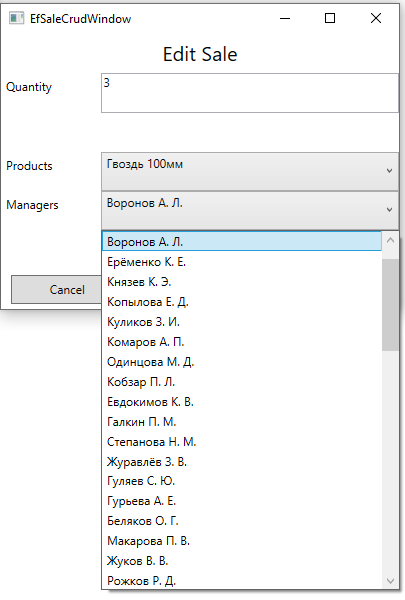 EfSaleCrudWindow
Edit Sale
Quantity
3
Products
Гвоздь 100мм
Managers
Воронов А. Л.
Воронов А. Л.
Ерёменко К. Е.
Князев К. Э.
Копылова Е. Д.
Куликов З. И.
Комаров А. П.
Одинцова М. Д.
Кобзар П. Л.
Евдокимов К. В.
Галкин П. М.
Степанова Н. М.
Журавлёв З. В.
Гуляев С. Ю.
Гурьева А. Е.
Беляков О. Г.
Макарова П. В.
Жуков В. В.
Рожков Р. Д.
Cancel